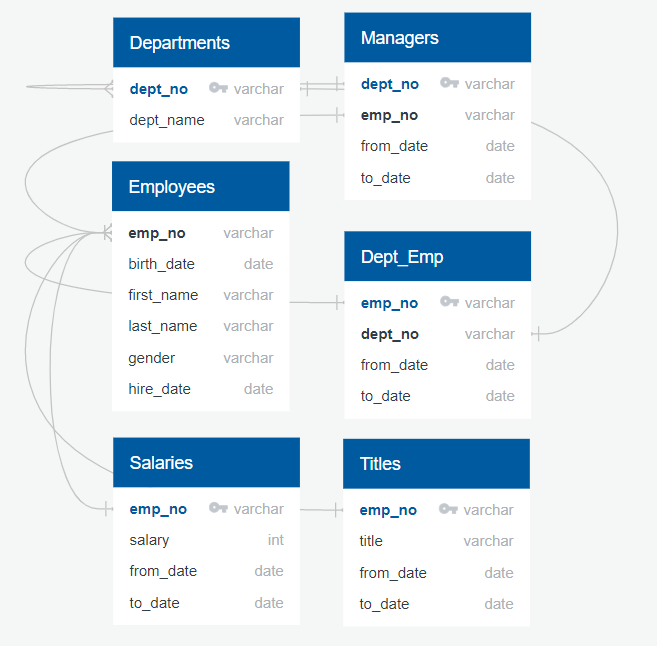 Departments
dept_no varchar
dept_name varchar
Managers
dept_no varchar
emp_no varchar
from_date date
to_date date
Employees
emp_no varchar
birth_date date
first_name varchar
last_name varchar
gender varchar
hire_date date
Dept_Emp
emp_no varchar
dept_no varchar
from_date date
to_date date
Salaries
emp_no varchar
salary int
from_date date
to_date date
Titles
emp_no varchar
title varchar
from_date date
to_date date